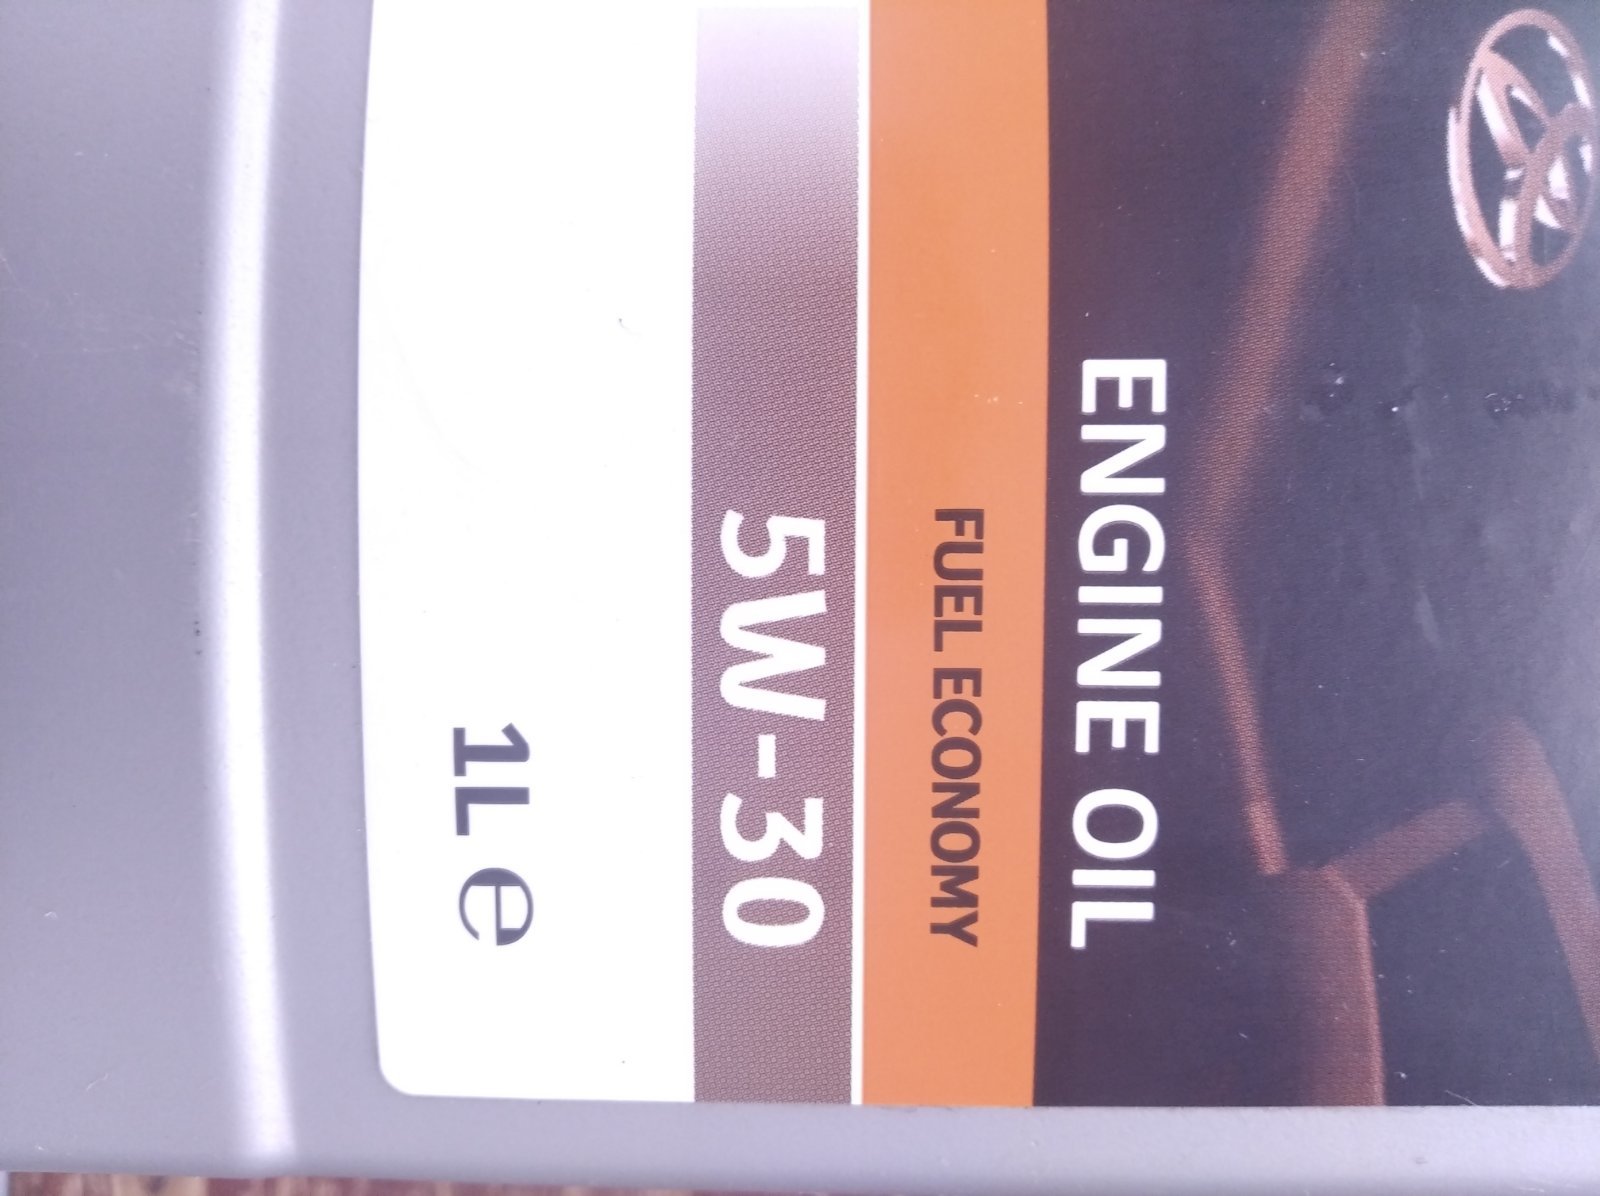 ENGINE OIL
FUEL ECONOMY
5W-30
1L e